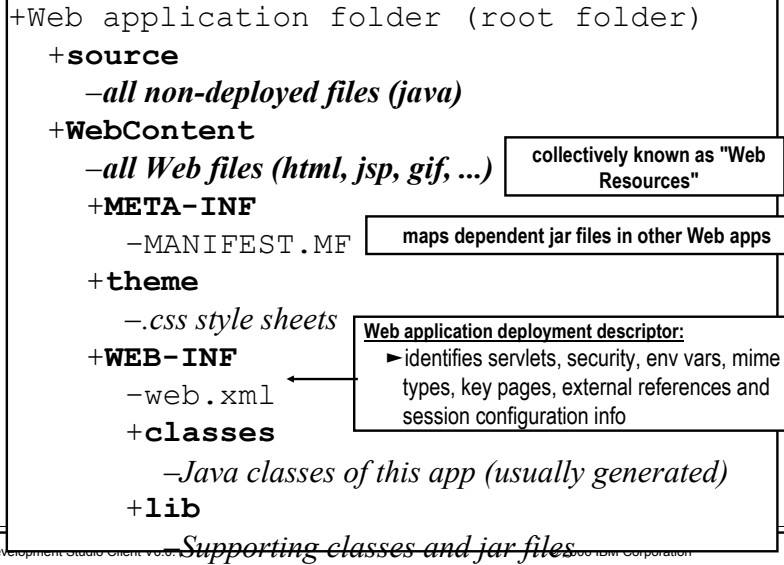 +Web application folder (root folder)
+source
–all non-deployed files (java)
+WebContent
–all Web files (html, jsp, gif, ...)
collectively known as "Web
Resources"
+META-INF
–MANIFEST.MF
maps dependent jar files in other Web apps
+theme
–.css style sheets
Web application deployment descriptor:
►identifies servlets, security, env vars, mime
types, key pages, external references and
session configuration info
+WEB-INF
–web.xml
+classes
–Java classes of this app (usually generated)
+lib
–Supporting classes and jar files
Studio Client IBM Corporation